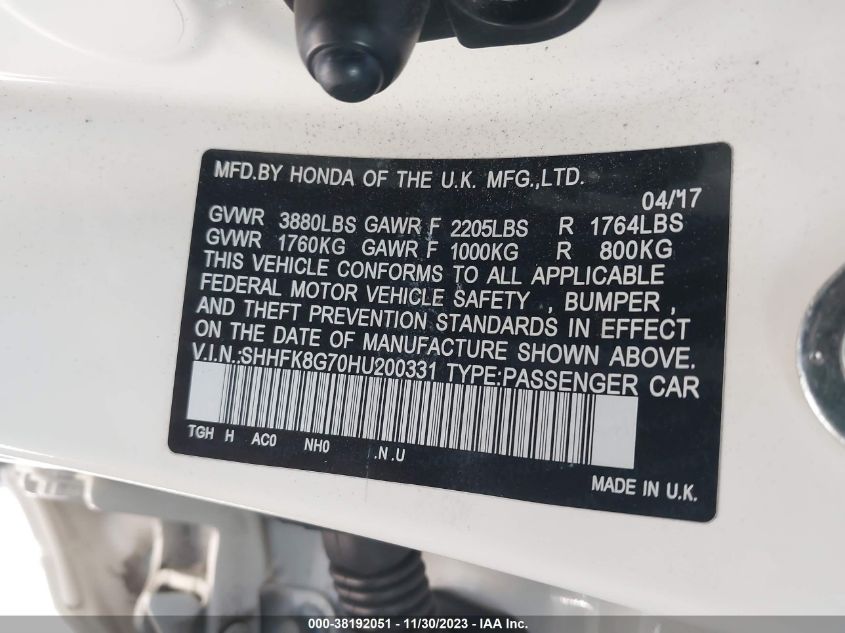 MFD.BY HONDA OF THE U.K. MFG.,LTD.
04/'17
GVWR 3880LBS GAWR F 2205LBS R 1764LBS
GVWR 1760KG GAWR F 1000KG R 800KG
THIS VEHICLE CONFORMS TO ALL APPLICABLE
FEDERAL MOTOR VEHICLE SAFETY , BUMPER ,
AND THEFT PREVENTION STANDARDS IN EFFECT
ON THE DATE OF MANUFACTURE SHOWN ABOVE.
V.I.N.:SHHFK8G70HU200331 TYPE:PASSENGER CAR
TGH H AC0 NH0 .N .U
MADE IN U.K.
000-38192051 - 11/30/2023 - IAA Inc.